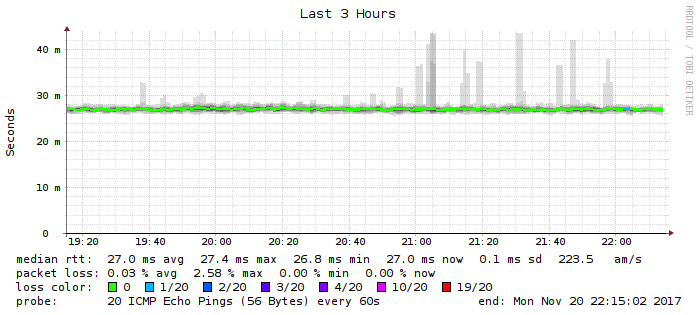 Last 3 Hours
RRDTOOL / TOBI OETIKER
Seconds
40 m
30 m
20 m
10 m
0
19:20 19:40 20:00 20:20 20:40 21:00 21:20 21:40 22:00
median rtt: 27.0 ms avg 27.4 ms max 26.8 ms min 27.0 ms now 0.1 ms sd 223.5 am/s
packet loss: 0.03 % avg 2.58 % max 0.00 % min 0.00 % now
loss color: 0 1/20 2/20 3/20 4/20 10/20 19/20
probe: 20 ICMP Echo Pings (56 Bytes) every 60s end: Mon Nov 20 22:15:02 2017